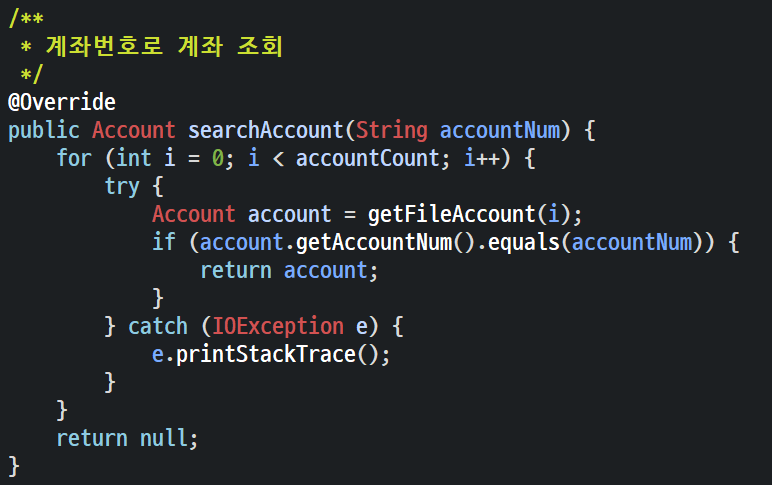 /**
 * 계좌번호로 계좌 조회
 */
@Override
public Account searchAccount(String accountNum) {
    for (int i = 0; i < accountCount; i++) {
        try {
            Account account = getFileAccount(i);
            if (account.getAccountNum().equals(accountNum)) {
                return account;
            }
        } catch (IOException e) {
            e.printStackTrace();
        }
    }
    return null;
}